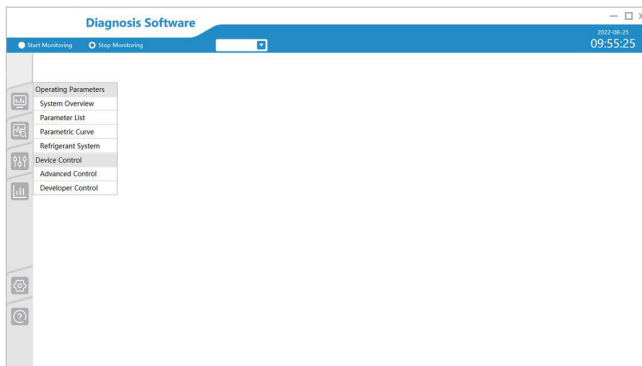 Diagnosis Software
2022-08-25
Start Monitoring Stop Monitoring
09:55:25
Operating Parameters
System Overview
Parameter List
Parametric Curve
Refrigerant System
Device Control
Advanced Control
Developer Control